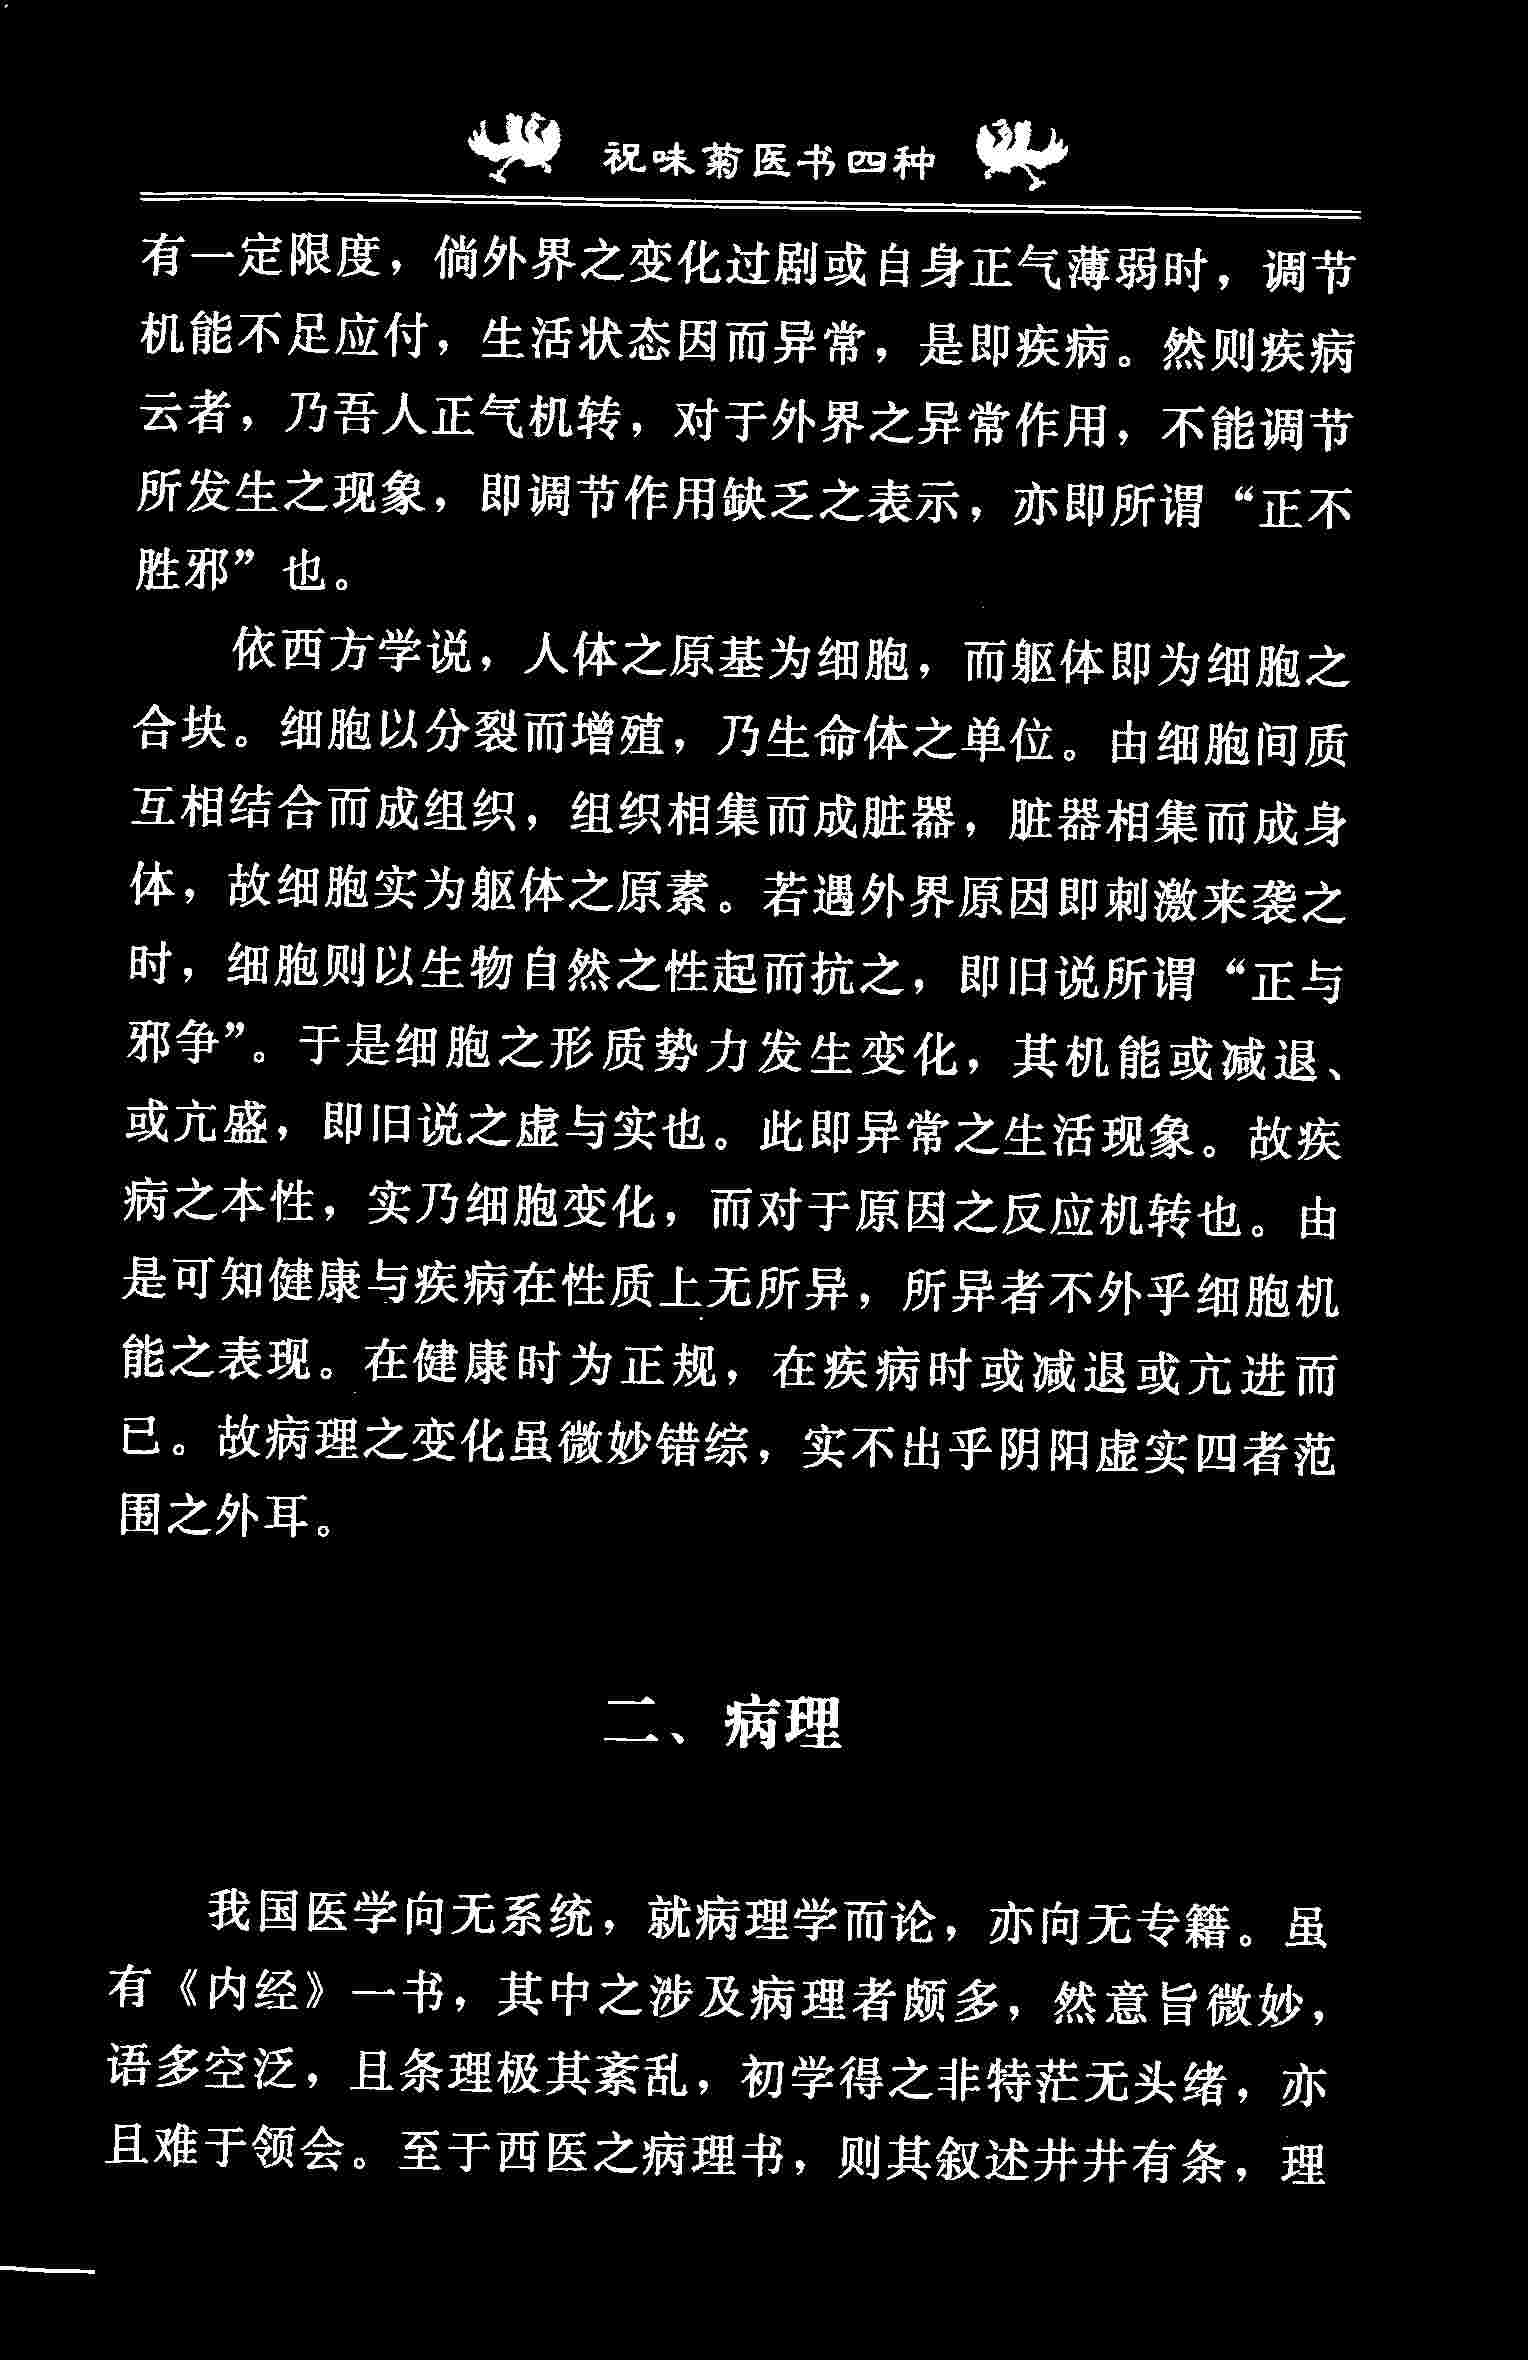 祝味菊医书四种
有一定限度，倘外界之变化过剧或自身正气薄弱时，调节
机能不足应付，生活状态因而异常，是即疾病。然则疾病
云者，乃吾人正气机转，对于外界之异常作用，不能调节
所发生之现象，即调节作用缺乏之表示，亦即所谓“正不
胜邪”也。
依西方学说，人体之原基为细胞，而躯体即为细胞之
合块。细胞以分裂而增殖，乃生命体之单位。由细胞间质
互相结合而成组织，组织相集而成脏器，脏器相集而成身
体，故细胞实为躯体之原素。若遇外界原因即刺激来袭之
时，细胞则以生物自然之性起而抗之，即旧说所谓“正与
邪争”。于是细胞之形质势力发生变化，其机能或减退、
或亢盛，即旧说之虚与实也。此即异常之生活现象。故疾
病之本性，实乃细胞变化，而对于原因之反应机转也。由
是可知健康与疾病在性质上无所异，所异者不外乎细胞机
能之表现。在健康时为正规，在疾病时或减退或亢进而
已。故病理之变化虽微妙错综，实不出乎阴阳虚实四者范
围之外耳。
二、病理
我国医学向无系统，就病理学而论，亦向无专籍。虽
有《内经》一书，其中之涉及病理者颇多，然意旨微妙，
语多空泛，且条理极其紊乱，初学得之非特茫无头绪，亦
且难于领会。至于西医之病理书，则其叙述井井有条，理